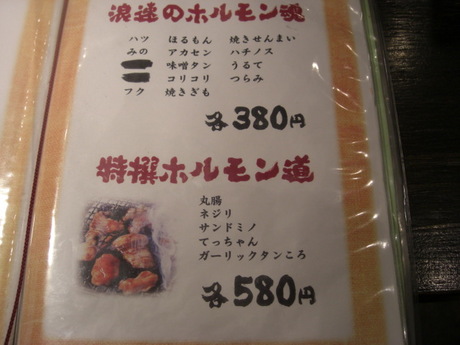 浪速のホルモン魂
ハツ ほるもん 焼きせんまい
みの アカセン ハチノス
味噌タン うるて
コリコリ つらみ
フク 焼きぎも
各380円
特撰ホルモン道
丸腸
ネジリ
サンドミノ
てっちゃん
ガーリックタンころ
各580円